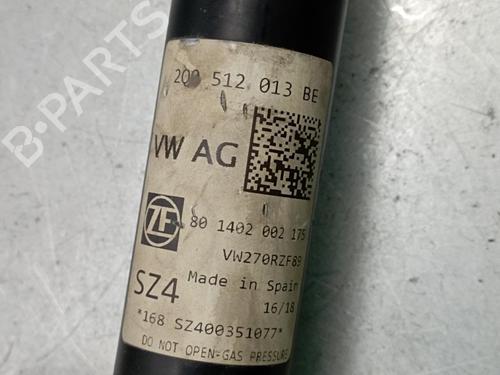 2Q0 512 013 BE
VW AG
ZF
80 1402 002 175
VW270RZF89
SZ4
Made in Spain
16/18
*168 SZ400351077*
DO NOT OPEN-GAS PRESSURE
B-PARTS